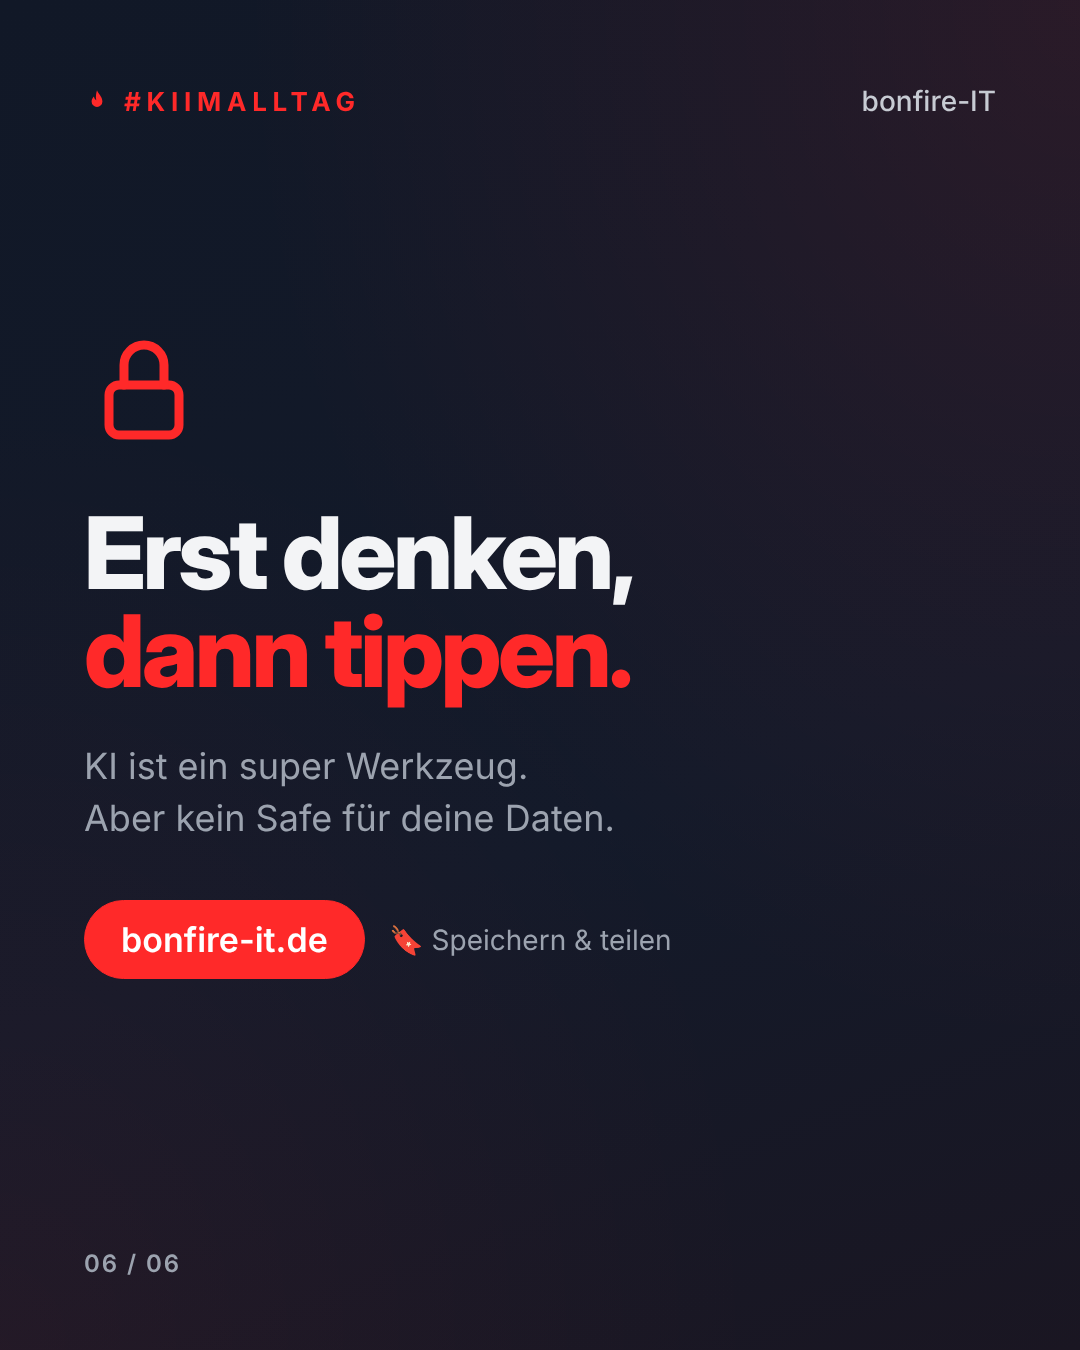 #KIIMALLTAG
bonfire-IT
Erst denken,
dann tippen.
KI ist ein super Werkzeug.
Aber kein Safe für deine Daten.
bonfire-it.de
Speichern & teilen
06 / 06